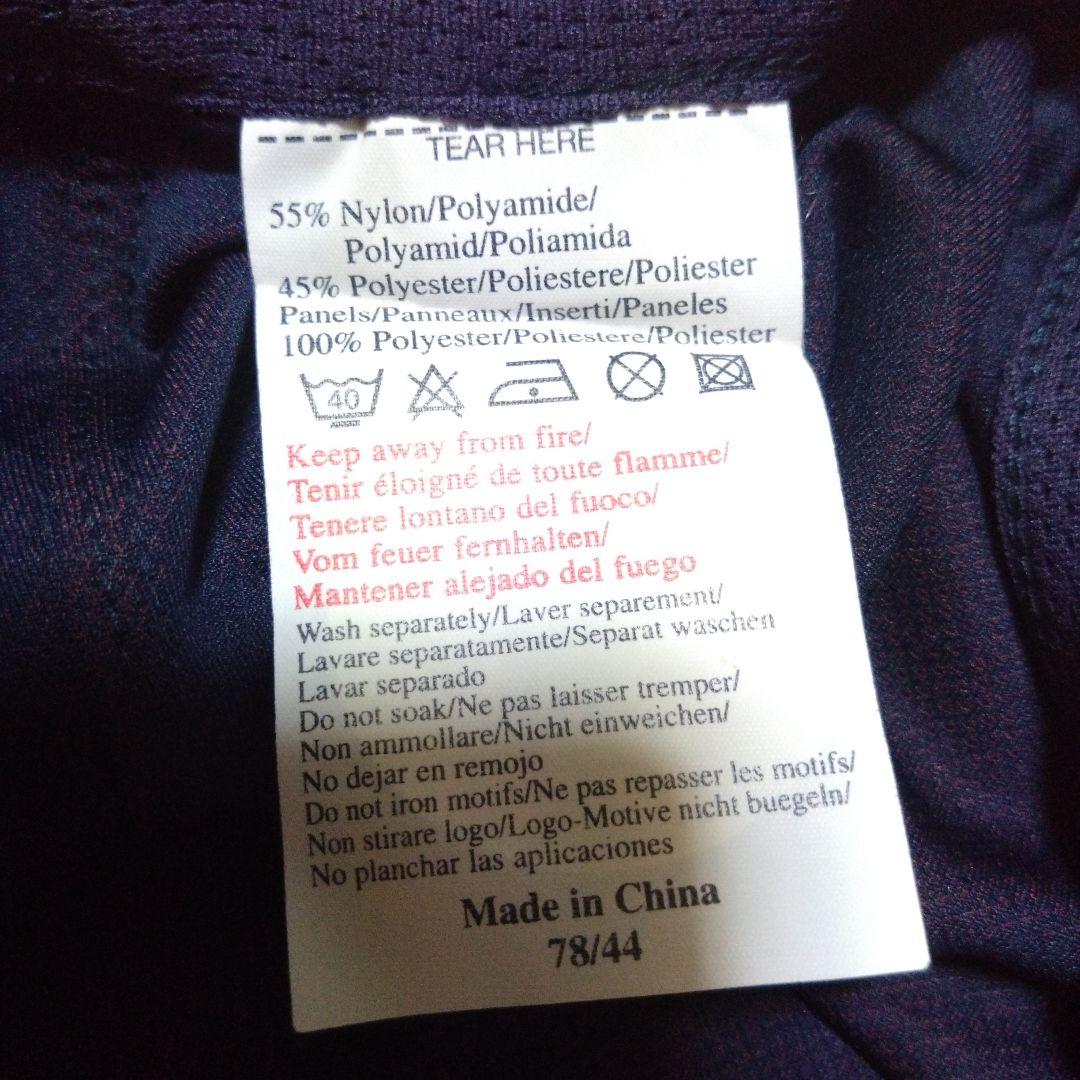 TEAR HERE
55% Nylon/Polyamide/
Polyamid/Poliamida
45% Polyester/Poliestere/Poliester
Panels/Panneaux/Inserti/Paneles
100% Polyester/Poliestere/Poliester
40
Keep away from fire/
Tenir éloigné de toute flamme/
Tenere lontano del fuoco/
Vom feuer fernhalten/
Mantener alejado del fuego
Wash separately/Laver separement/
Lavare separatamente/Separat waschen
Lavar separado
Do not soak/Ne pas laisser tremper/
Non ammollare/Nicht einweichen/
No dejar en remojo
Do not iron motifs/Ne pas repasser les motifs/
Non stirare logo/Logo-Motive nicht buegeln/
No planchar las aplicaciones
Made in China
78/44